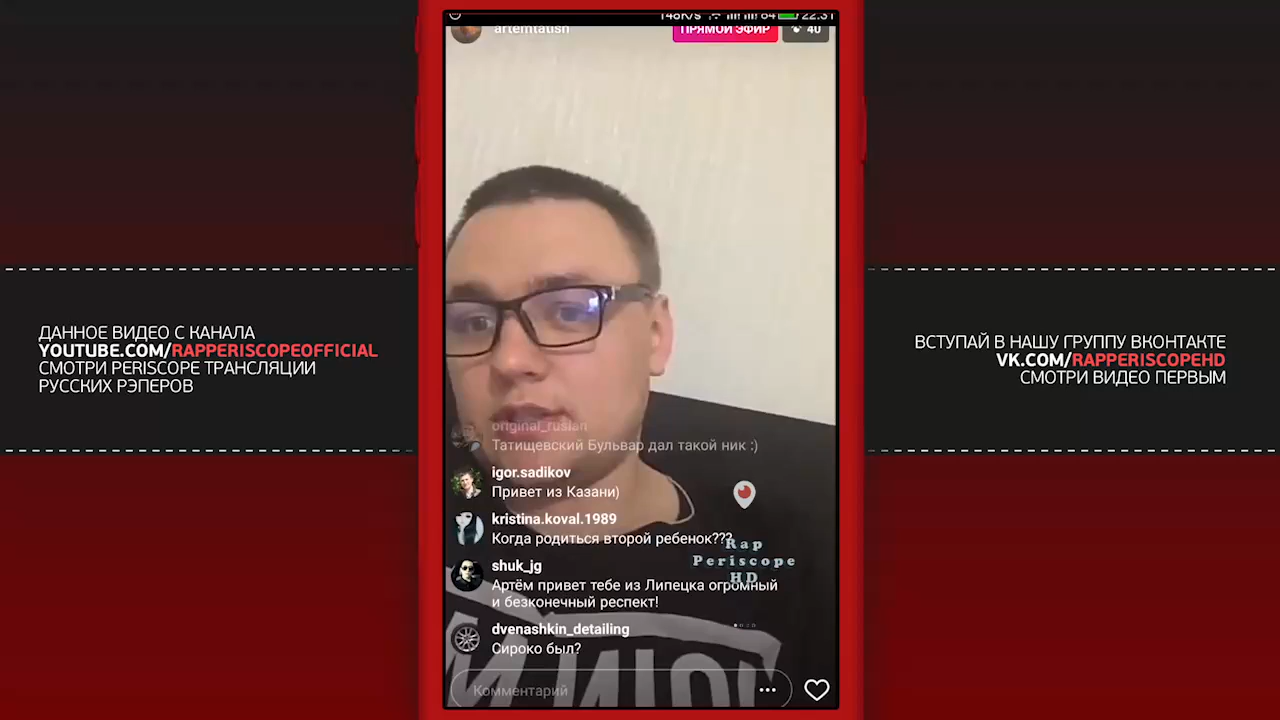 22:31
artemtatish
ПРЯМОЙ ЭФИР
40
ДАННОЕ ВИДЕО С КАНАЛА
YOUTUBE.COM/RAPPERISCOPEOFFICIAL
СМОТРИ PERISCOPE ТРАНСЛЯЦИИ
РУССКИХ РЭПЕРОВ
original_ruslan
Татищевский Бульвар дал такой ник :)
igor.sadikov
Привет из Казани)
kristina.koval.1989
Когда родиться второй ребенок???
shuk_jg
Артём привет тебе из Липецка огромный
и безконечный респект!
dvenashkin_detailing
Сироко был?
Комментарий
Rap
Periscope
HD
ВСТУПАЙ В НАШУ ГРУППУ ВКОНТАКТЕ
VK.COM/RAPPERISCOPEHD
СМОТРИ ВИДЕО ПЕРВЫМ